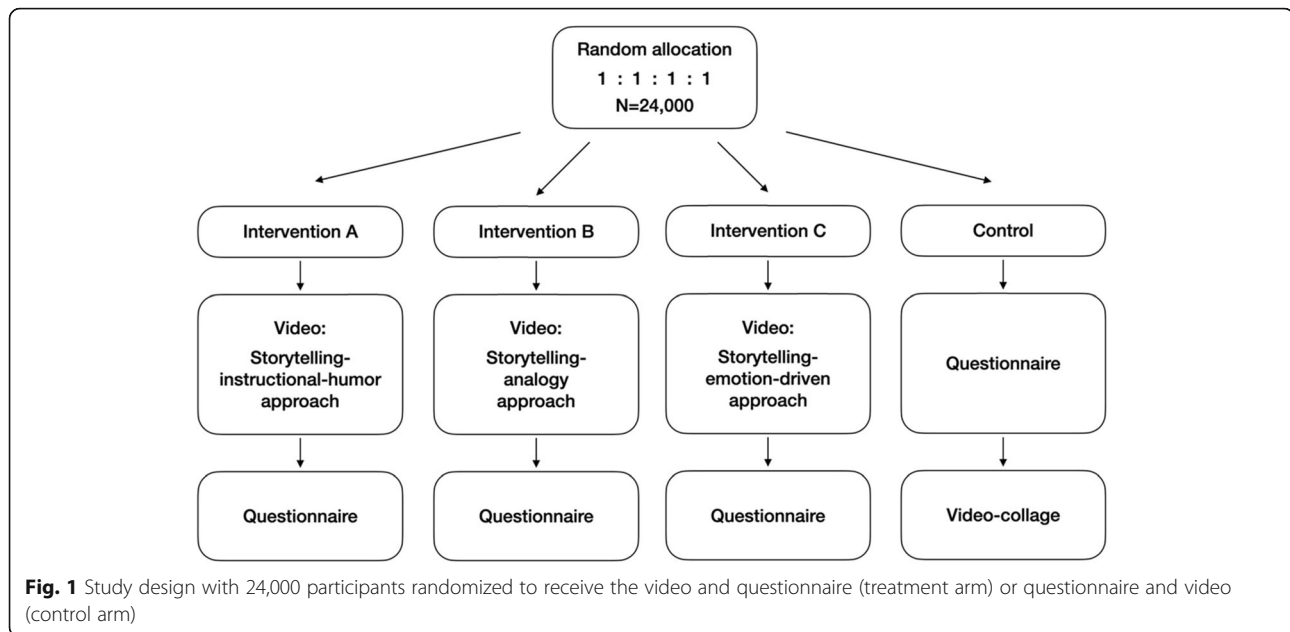 Random allocation
1 : 1 : 1 : 1
N=24,000
Intervention A
Intervention B
Intervention C
Control
Video:
Storytelling-
instructional-humor
approach
Video:
Storytelling-
analogy
approach
Video:
Storytelling-
emotion-driven
approach
Questionnaire
Questionnaire
Questionnaire
Questionnaire
Video-collage
Fig. 1 Study design with 24,000 participants randomized to receive the video and questionnaire (treatment arm) or questionnaire and video
(control arm)